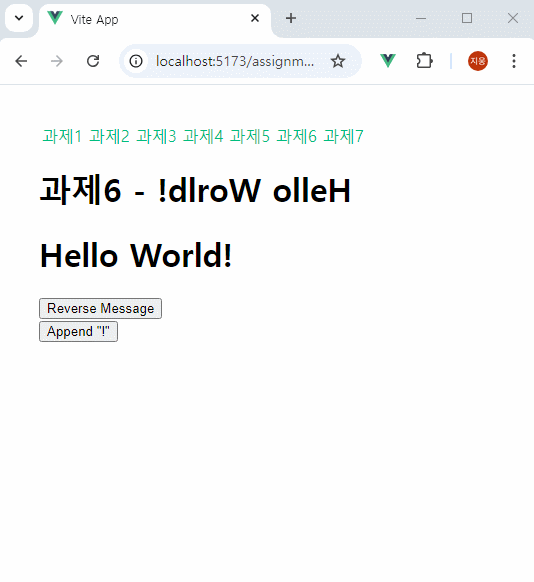 Vite App
localhost:5173/assignm...
지웅
과제1 과제2 과제3 과제4 과제5 과제6 과제7
과제6 - !dlroW olleH
Hello World!
Reverse Message
Append "!"